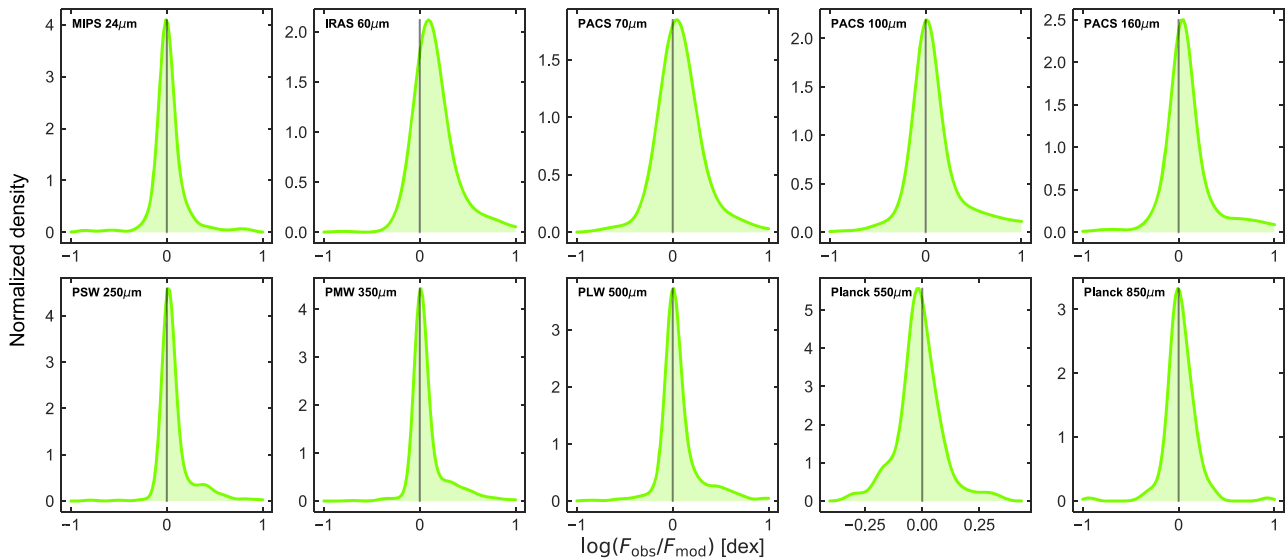 MIPS 24μm
4
3
2
1
0
−1 0 1
IRAS 60μm
2.0
1.5
1.0
0.5
0.0
−1 0 1
PACS 70μm
1.5
1.0
0.5
0.0
−1 0 1
PACS 100μm
2.0
1.5
1.0
0.5
0.0
−1 0 1
PACS 160μm
2.5
2.0
1.5
1.0
0.5
0.0
−1 0 1
Normalized density
PSW 250μm
4
3
2
1
0
−1 0 1
PMW 350μm
4
3
2
1
0
−1 0 1
PLW 500μm
3
2
1
0
−1 0 1
Planck 550μm
5
4
3
2
1
0
−0.25 0.00 0.25
Planck 850μm
3
2
1
0
−1 0 1
log(F_obs/F_mod) [dex]